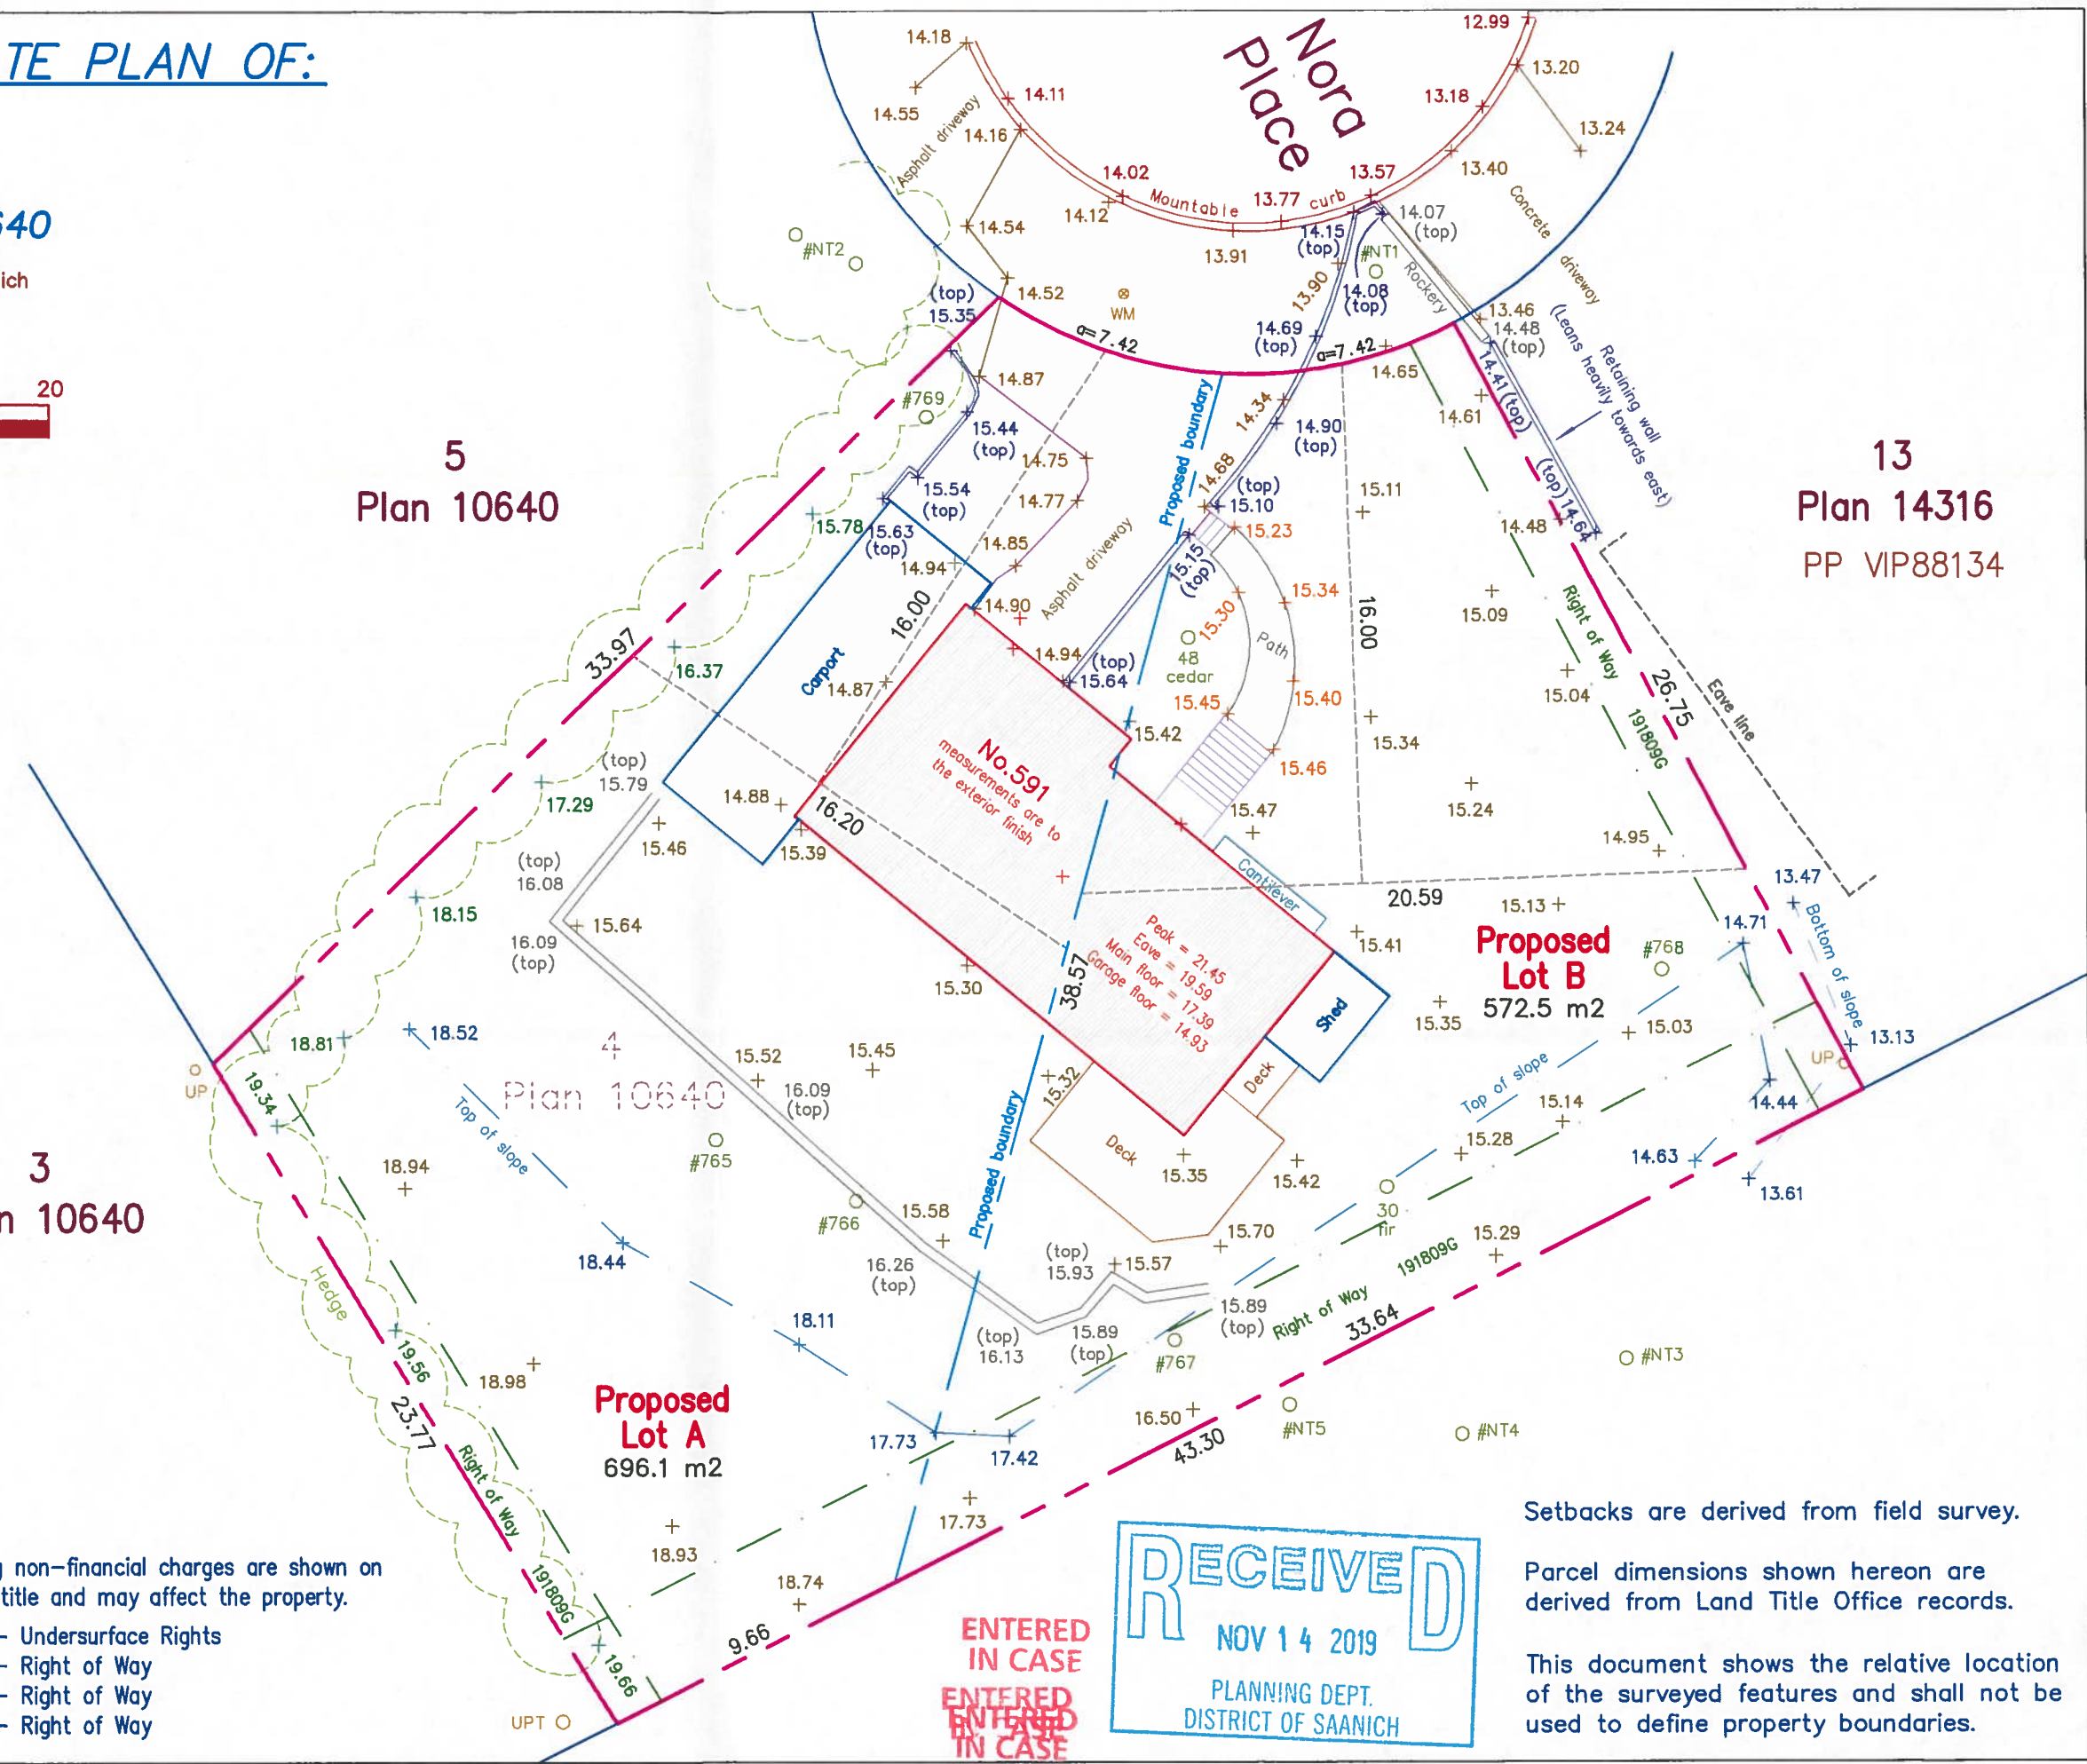 TE PLAN OF:
640
ich
20
Nora
Place
14.18
14.55
Asphalt driveway
14.11
14.16
14.54
14.52
14.02
14.12
Mountable curb
13.77
13.91
13.57
12.99
13.20
13.18
13.24
13.40
Concrete driveway
14.07
(top)
14.15
(top)
#NT1
14.08
(top)
13.90
Rockery
13.46
14.48
(top)
14.69
(top)
WM
a=7.42
a=7.42
14.65
14.61
14.41(top)
(top)14.64
Retaining wall
(Leans heavily towards east)
#NT2
(top)
15.35
14.87
#769
15.44
(top)
14.75
14.77
14.85
15.54
(top)
15.63
(top)
15.78
14.94
14.90
Asphalt driveway
Proposed boundary
14.34
14.90
(top)
14.68
(top)
15.10
15.23
15.15
(top)
15.30
15.34
Path
48
cedar
15.45
15.40
15.46
15.47
15.42
14.94
(top)
15.64
15.11
16.00
15.34
14.48
15.09
15.04
15.24
14.95
Right of Way
191809G
26.75
Eave line
5
Plan 10640
13
Plan 14316
PP VIP88134
33.97
16.37
17.29
18.15
18.81
16.00
Carport
14.87
14.88
15.39
15.46
(top)
15.79
(top)
16.08
16.09
(top)
15.64
16.20
No.591
measurements are to
the exterior finish
Cantilever
Peak = 21.45
Eave = 19.59
Main floor = 17.39
Garage floor = 14.93
20.59
15.41
15.13
Proposed
Lot B
572.5 m2
#768
14.71
13.47
Bottom of slope
15.35
15.03
13.13
UP
14.44
Shed
Deck
Deck
15.30
38.57
15.32
15.35
15.42
15.70
Proposed boundary
Top of slope
15.14
15.28
14.63
13.61
30
fir
15.29
Right of Way 191809G
33.64
43.30
UP
19.34
18.52
Top of slope
4
Plan 10640
15.52
15.45
16.09
(top)
#765
#766
15.58
16.26
(top)
(top)
15.93
15.57
15.89
(top)
(top)
16.13
15.89
(top)
#767
3
n 10640
18.94
18.44
18.11
Hedge
19.56
23.77
18.98
Right of Way
191809G
Proposed
Lot A
696.1 m2
17.73
17.42
16.50
17.73
#NT5
#NT4
#NT3
18.93
18.74
9.66
19.66
UPT
g non-financial charges are shown on
title and may affect the property.
- Undersurface Rights
- Right of Way
- Right of Way
- Right of Way
ENTERED
IN CASE
ENTERED
IN CASE
RECEIVED
NOV 14 2019
PLANNING DEPT.
DISTRICT OF SAANICH
Setbacks are derived from field survey.
Parcel dimensions shown hereon are
derived from Land Title Office records.
This document shows the relative location
of the surveyed features and shall not be
used to define property boundaries.